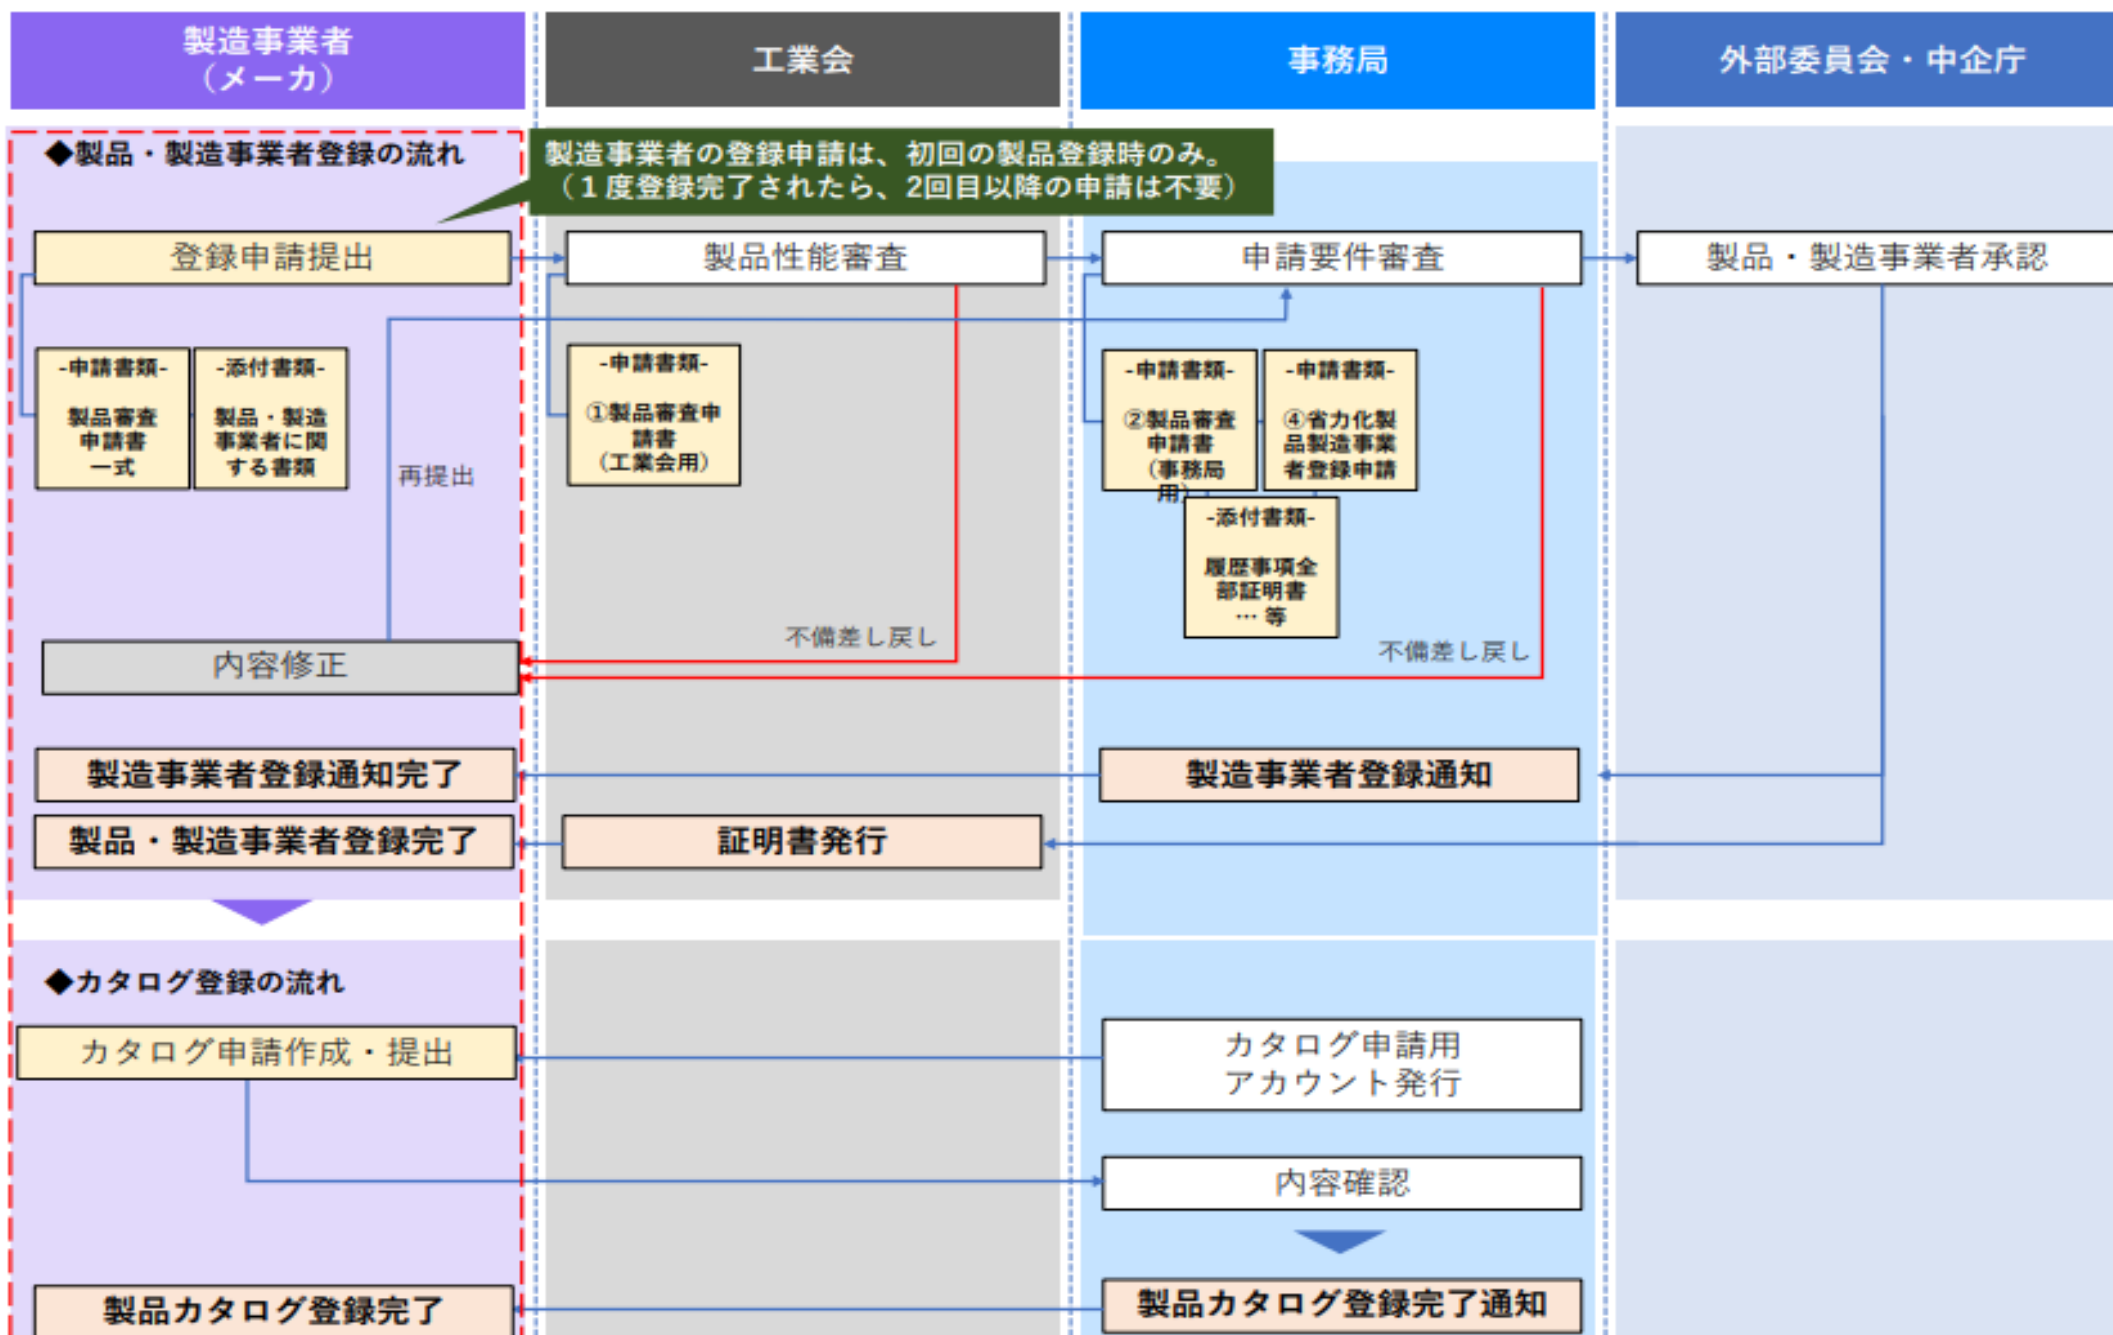 製造事業者
（メーカ）
工業会
事務局
外部委員会・中企庁
◆製品・製造事業者登録の流れ
製造事業者の登録申請は、初回の製品登録時のみ。
（１度登録完了されたら、2回目以降の申請は不要）
登録申請提出
製品性能審査
申請要件審査
製品・製造事業者承認
-申請書類-
製品審査
申請書
一式
-添付書類-
製品・製造
事業者に関
する書類
再提出
-申請書類-
①製品審査申
請書
（工業会用）
-申請書類-
②製品審査
申請書
（事務局
用）
-申請書類-
④省力化製
品製造事業
者登録申請
-添付書類-
履歴事項全
部証明書
… 等
不備差し戻し
不備差し戻し
内容修正
製造事業者登録通知完了
製造事業者登録通知
製品・製造事業者登録完了
証明書発行
◆カタログ登録の流れ
カタログ申請作成・提出
カタログ申請用
アカウント発行
内容確認
製品カタログ登録完了
製品カタログ登録完了通知